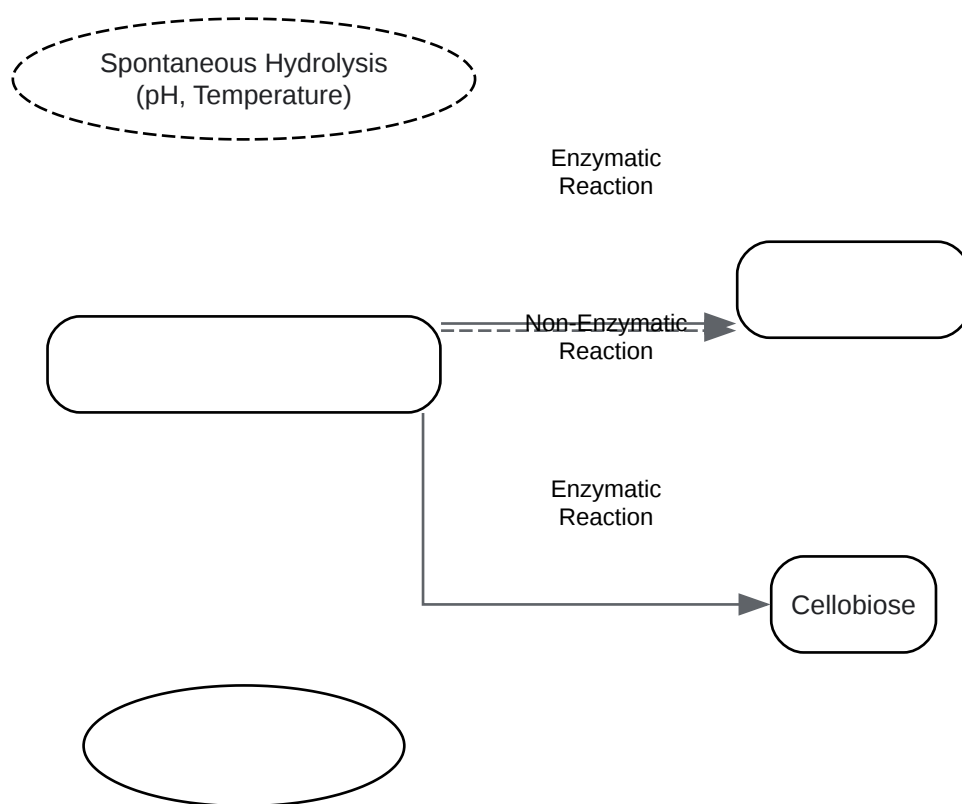 Spontaneous Hydrolysis
(pH, Temperature)
Enzymatic
Reaction
Non-Enzymatic
Reaction
Enzymatic
Reaction
Cellobiose